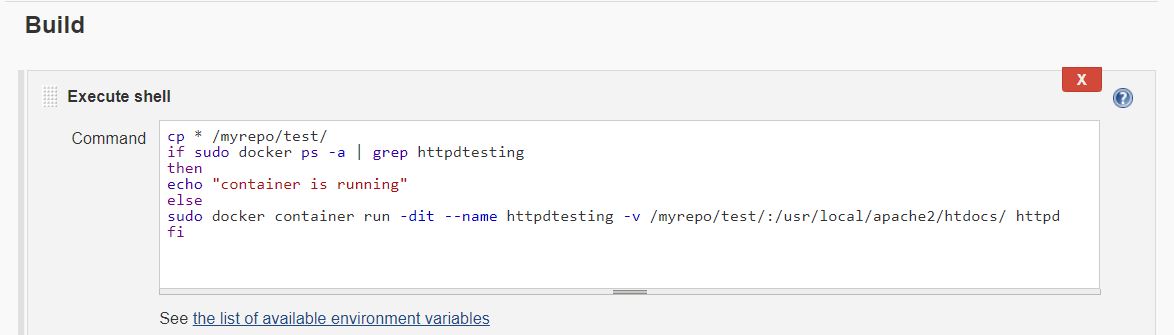 Build
X
Execute shell
?
Command
cp * /myrepo/test/
if sudo docker ps -a | grep httpdtesting
then
echo "container is running"
else
sudo docker container run -dit --name httpdtesting -v /myrepo/test/:/usr/local/apache2/htdocs/ httpd
fi
See the list of available environment variables